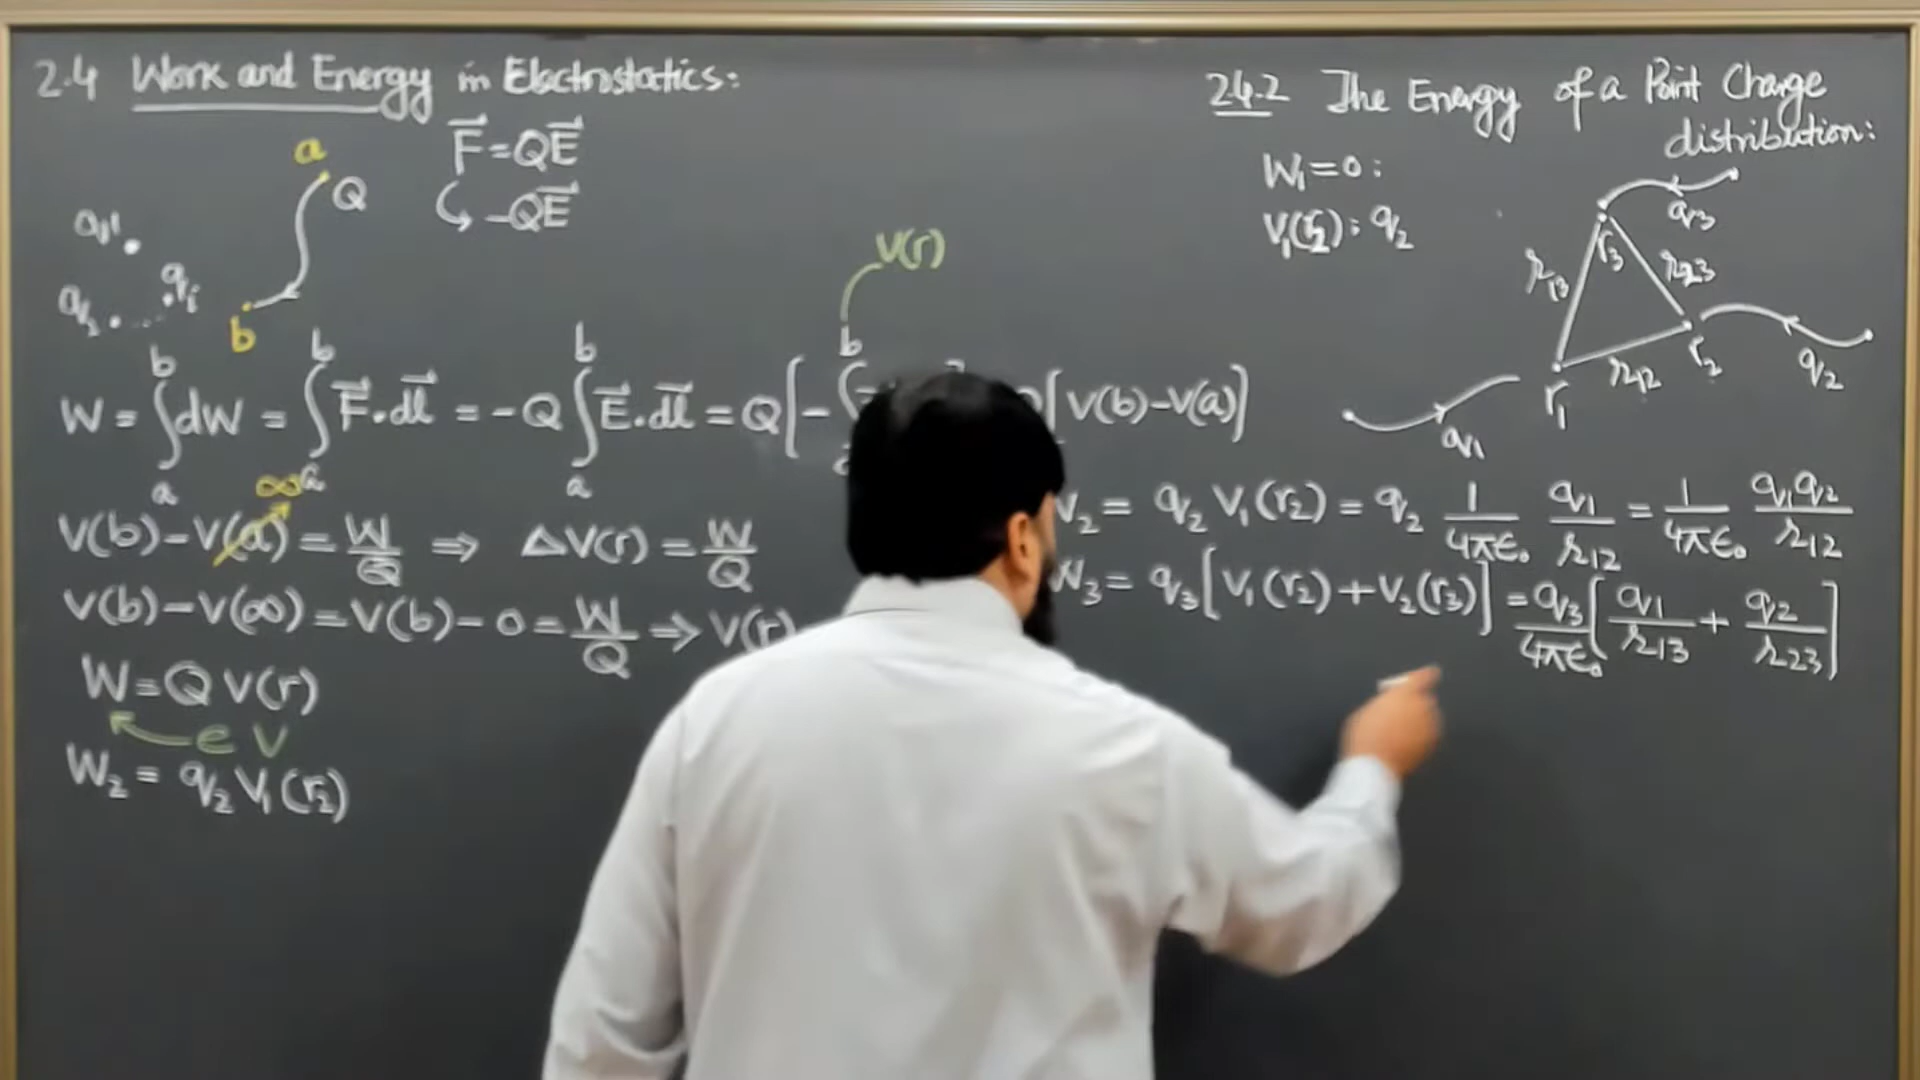 2.4 Work and Energy in Electrostatics:
F⃗ = QE⃗
-QE⃗
a
Q
q₁
qᵢ
q₂
b
V(r)
W = ∫ₐᵇ dW = ∫ₐᵇ F⃗.dl⃗ = -Q ∫ₐᵇ E⃗.dl⃗ = Q[- [V(b)-V(a)]
∞
V(b)-V(a) = W/Q ⇒ ΔV(r) = W/Q
V(b)-V(∞) = V(b)-0 = W/Q ⇒ V(r)
W = Q V(r)
e V
W₂ = q₂ V₁(r₂)
2.4.2 The Energy of a Point Charge
distribution:
W₁=0:
V₁(r₂): q₂
q₃
r₃
r₁₃
r₂₃
r₂
r₁₂
q₂
r₁
q₁
W₂ = q₂ V₁(r₂) = q₂ 1/4πϵ₀ q₁/r₁₂ = 1/4πϵ₀ q₁q₂/r₁₂
W₃ = q₃[V₁(r₂)+V₂(r₃)] = q₃/4πϵ₀ [q₁/r₁₃ + q₂/r₂₃]